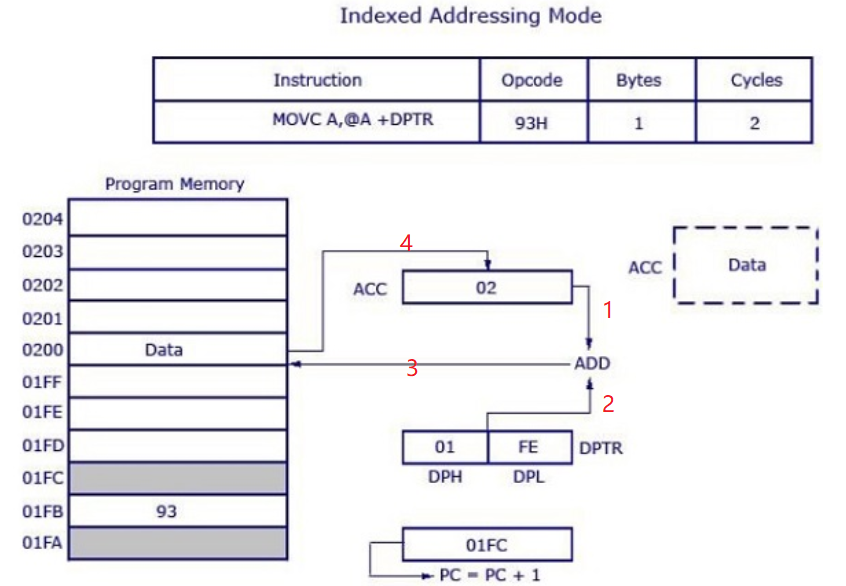 Indexed Addressing Mode
Instruction Opcode Bytes Cycles
MOVC A,@A +DPTR 93H 1 2
Program Memory
0204
0203
0202
0201
0200 Data
01FF
01FE
01FD
01FC
01FB 93
01FA
4
ACC 02
1
ADD
3
2
01 FE DPTR
DPH DPL
01FC
PC = PC + 1
ACC Data